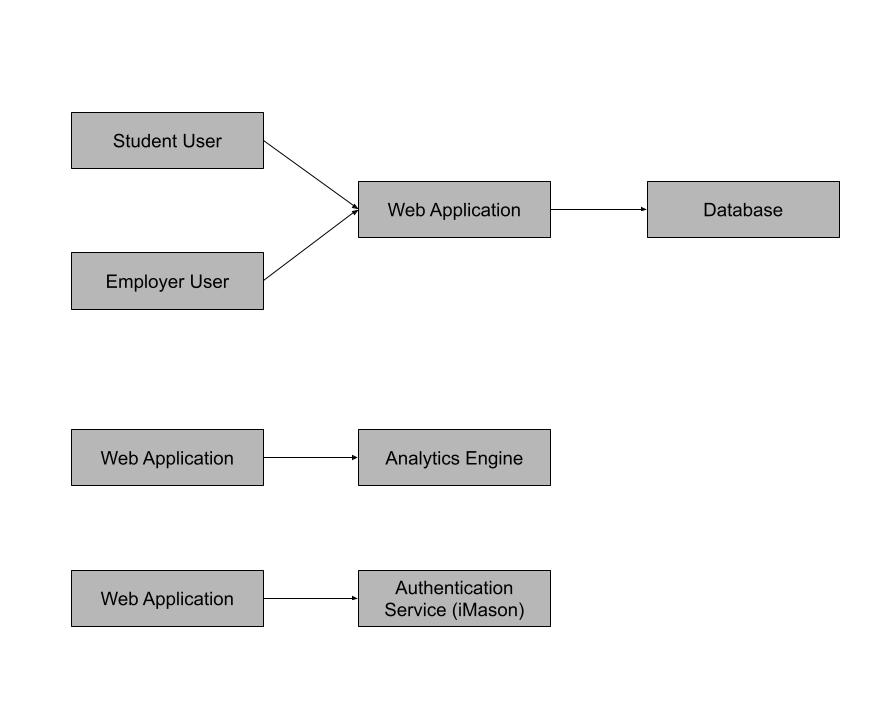 Student User
Web Application
Database
Employer User
Web Application
Analytics Engine
Web Application
Authentication
Service (iMason)